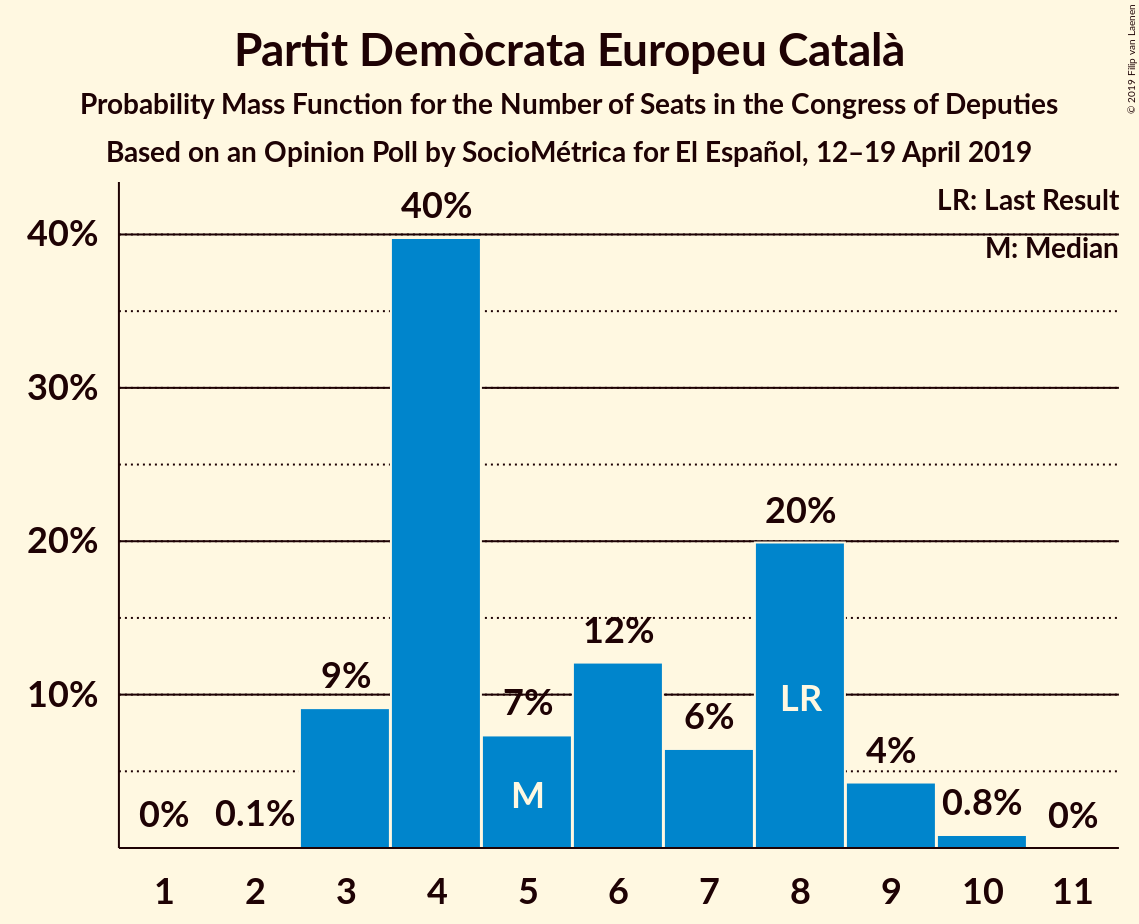 Partit Demòcrata Europeu Català
Probability Mass Function for the Number of Seats in the Congress of Deputies
Based on an Opinion Poll by SocioMétrica for El Español, 12–19 April 2019
© 2019 Filip van Laenen
LR: Last Result
M: Median
40%
30%
20%
10%
0%
0.1%
9%
40%
7%
12%
6%
20%
4%
0.8%
0%
M
LR
1 2 3 4 5 6 7 8 9 10 11